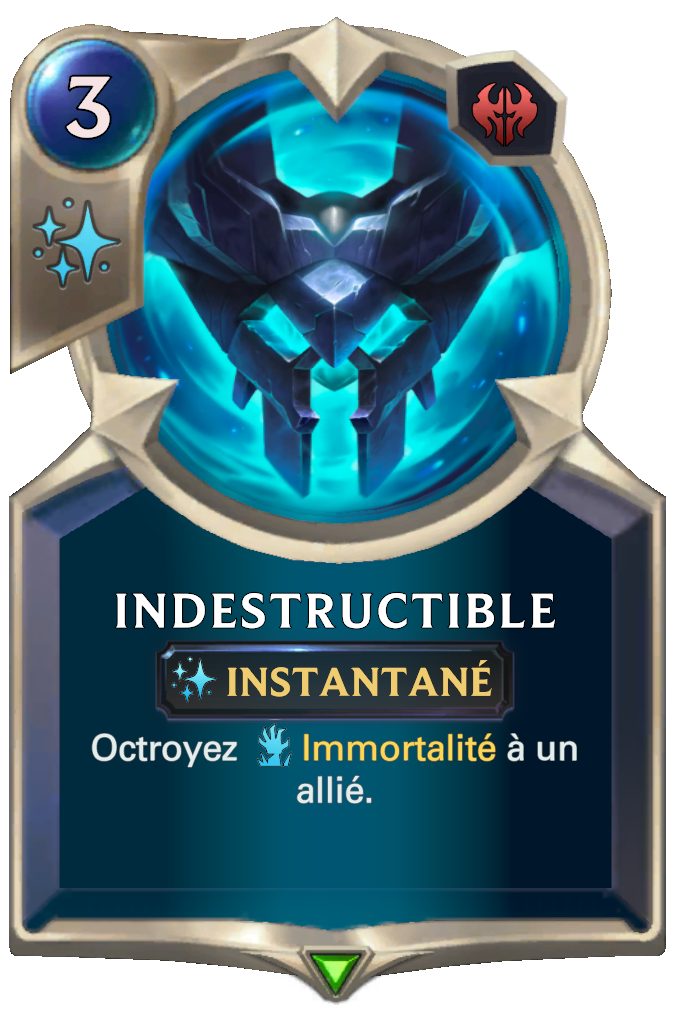 3
INDESTRUCTIBLE
INSTANTANÉ
Octroyez Immortalité à un
allié.